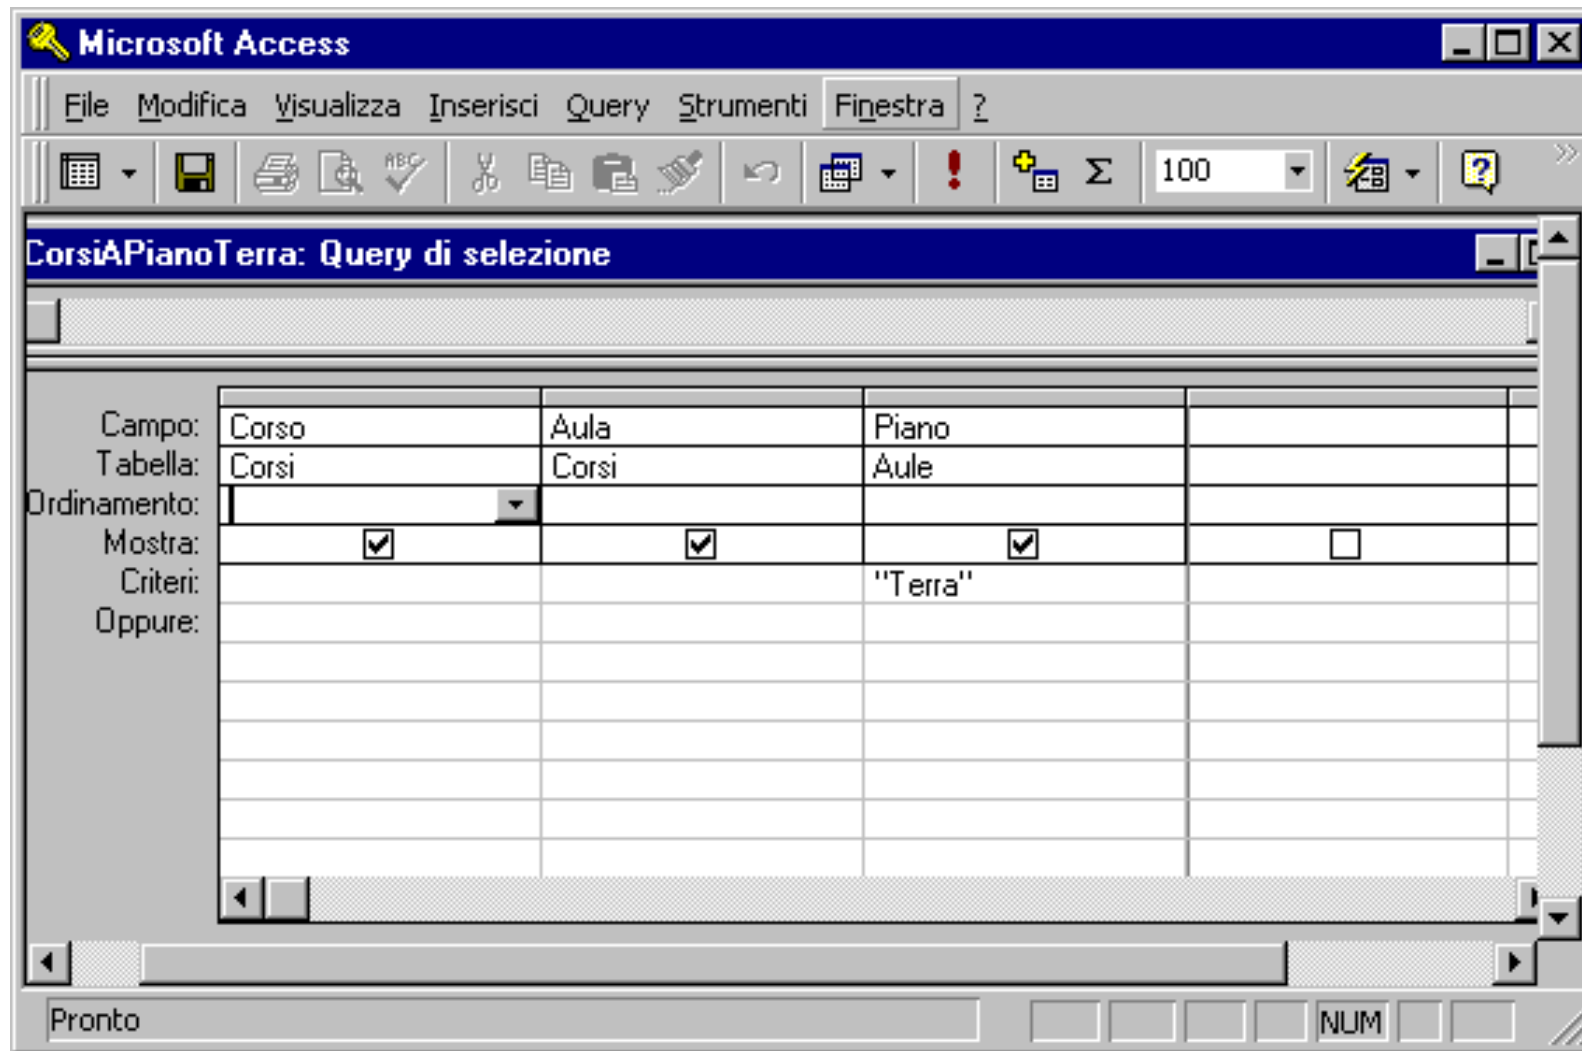 Microsoft Access
File Modifica Visualizza Inserisci Query Strumenti Finestra ?
ABC Σ 100
CorsiAPianoTerra: Query di selezione
Campo: Corso Aula Piano
Tabella: Corsi Corsi Aule
Ordinamento:
Mostra:
Criteri: "Terra"
Oppure:
Pronto NUM